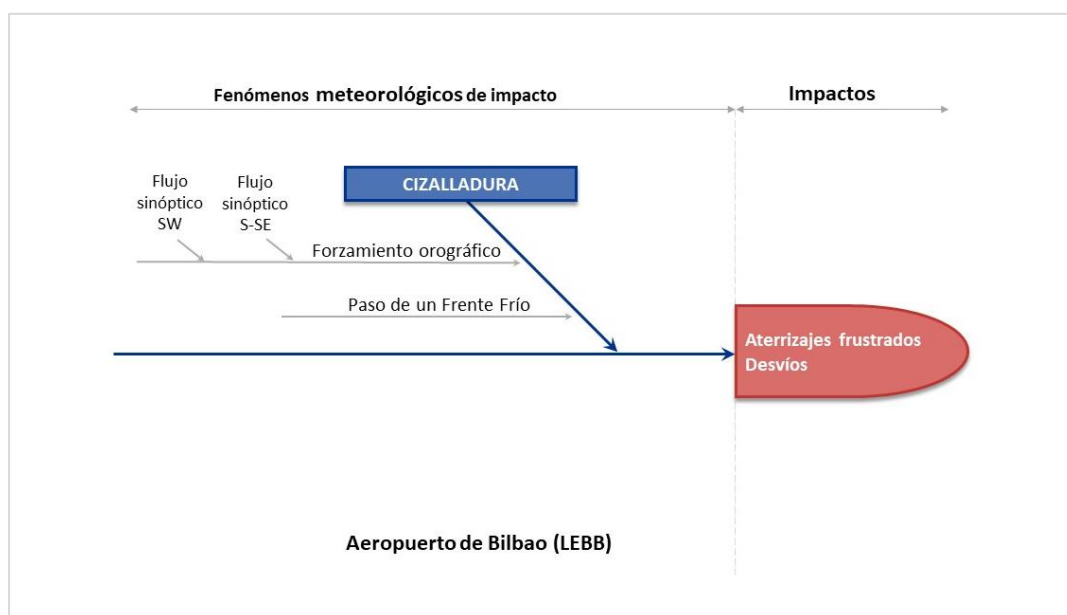 Fenómenos meteorológicos de impacto
Impactos
CIZALLADURA
Flujo
sinóptico
SW
Flujo
sinóptico
S-SE
Forzamiento orográfico
Paso de un Frente Frío
Aterrizajes frustrados
Desvíos
Aeropuerto de Bilbao (LEBB)